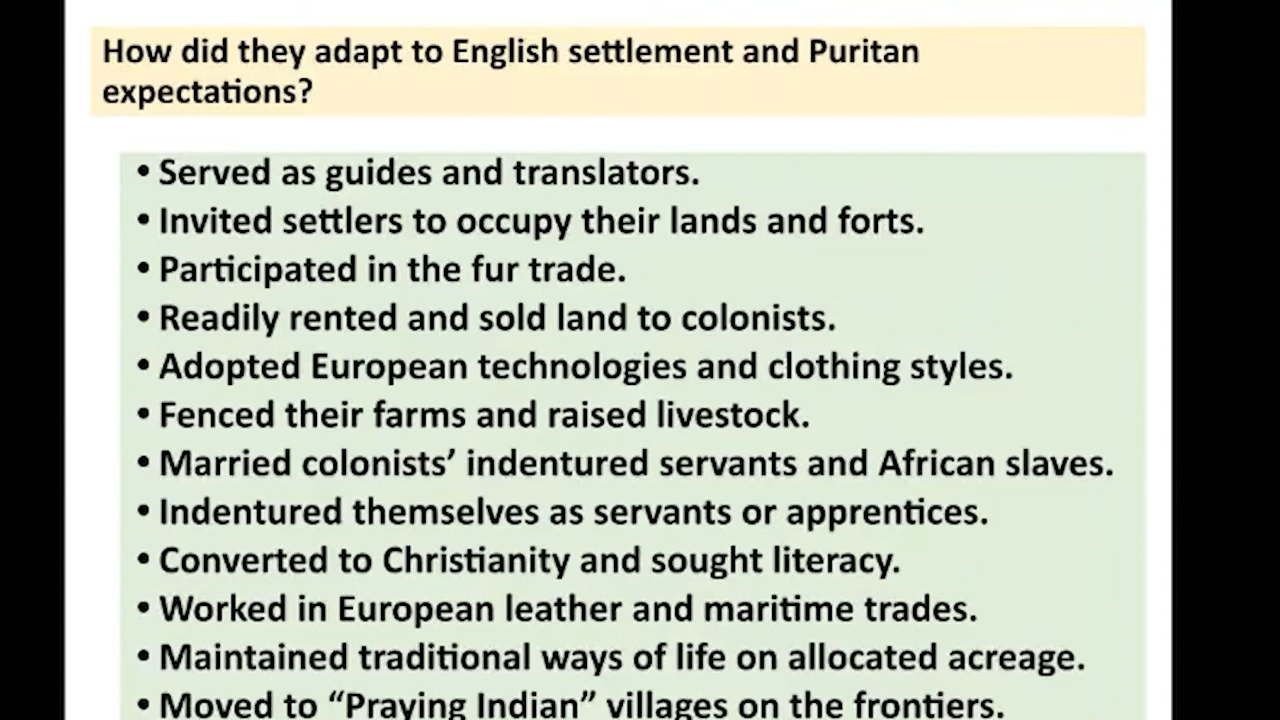 How did they adapt to English settlement and Puritan
expectations?
• Served as guides and translators.
• Invited settlers to occupy their lands and forts.
• Participated in the fur trade.
• Readily rented and sold land to colonists.
• Adopted European technologies and clothing styles.
• Fenced their farms and raised livestock.
• Married colonists’ indentured servants and African slaves.
• Indentured themselves as servants or apprentices.
• Converted to Christianity and sought literacy.
• Worked in European leather and maritime trades.
• Maintained traditional ways of life on allocated acreage.
• Moved to “Praying Indian” villages on the frontiers.